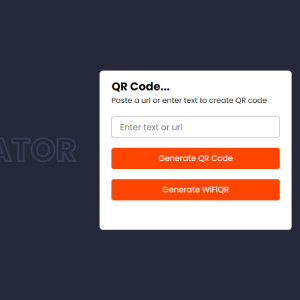 QR Code...
Paste a url or enter text to create QR code
ATOR
Enter text or url
Generate QR Code
Generate WiFiQR